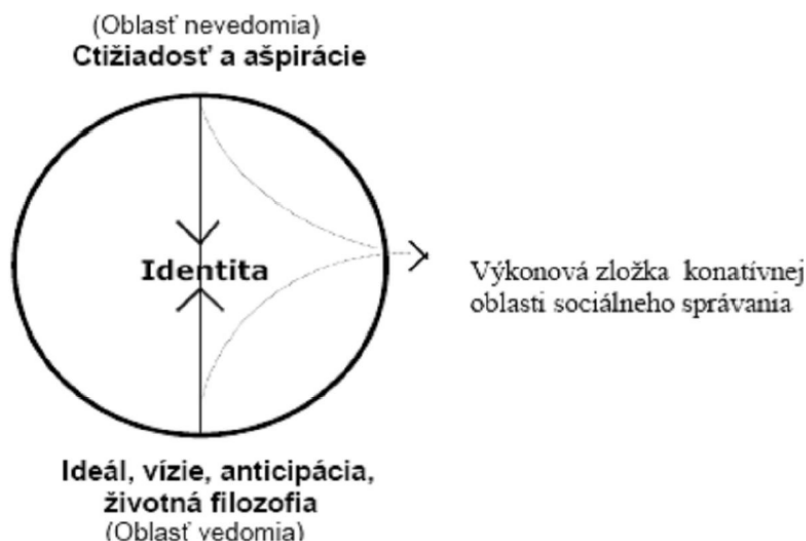 (Oblasť nevedomia)
Ctižiadosť a ašpirácie
Identita
Výkonová zložka konatívnej
oblasti sociálneho správania
Ideál, vízie, anticipácia,
životná filozofia
(Oblasť vedomia)